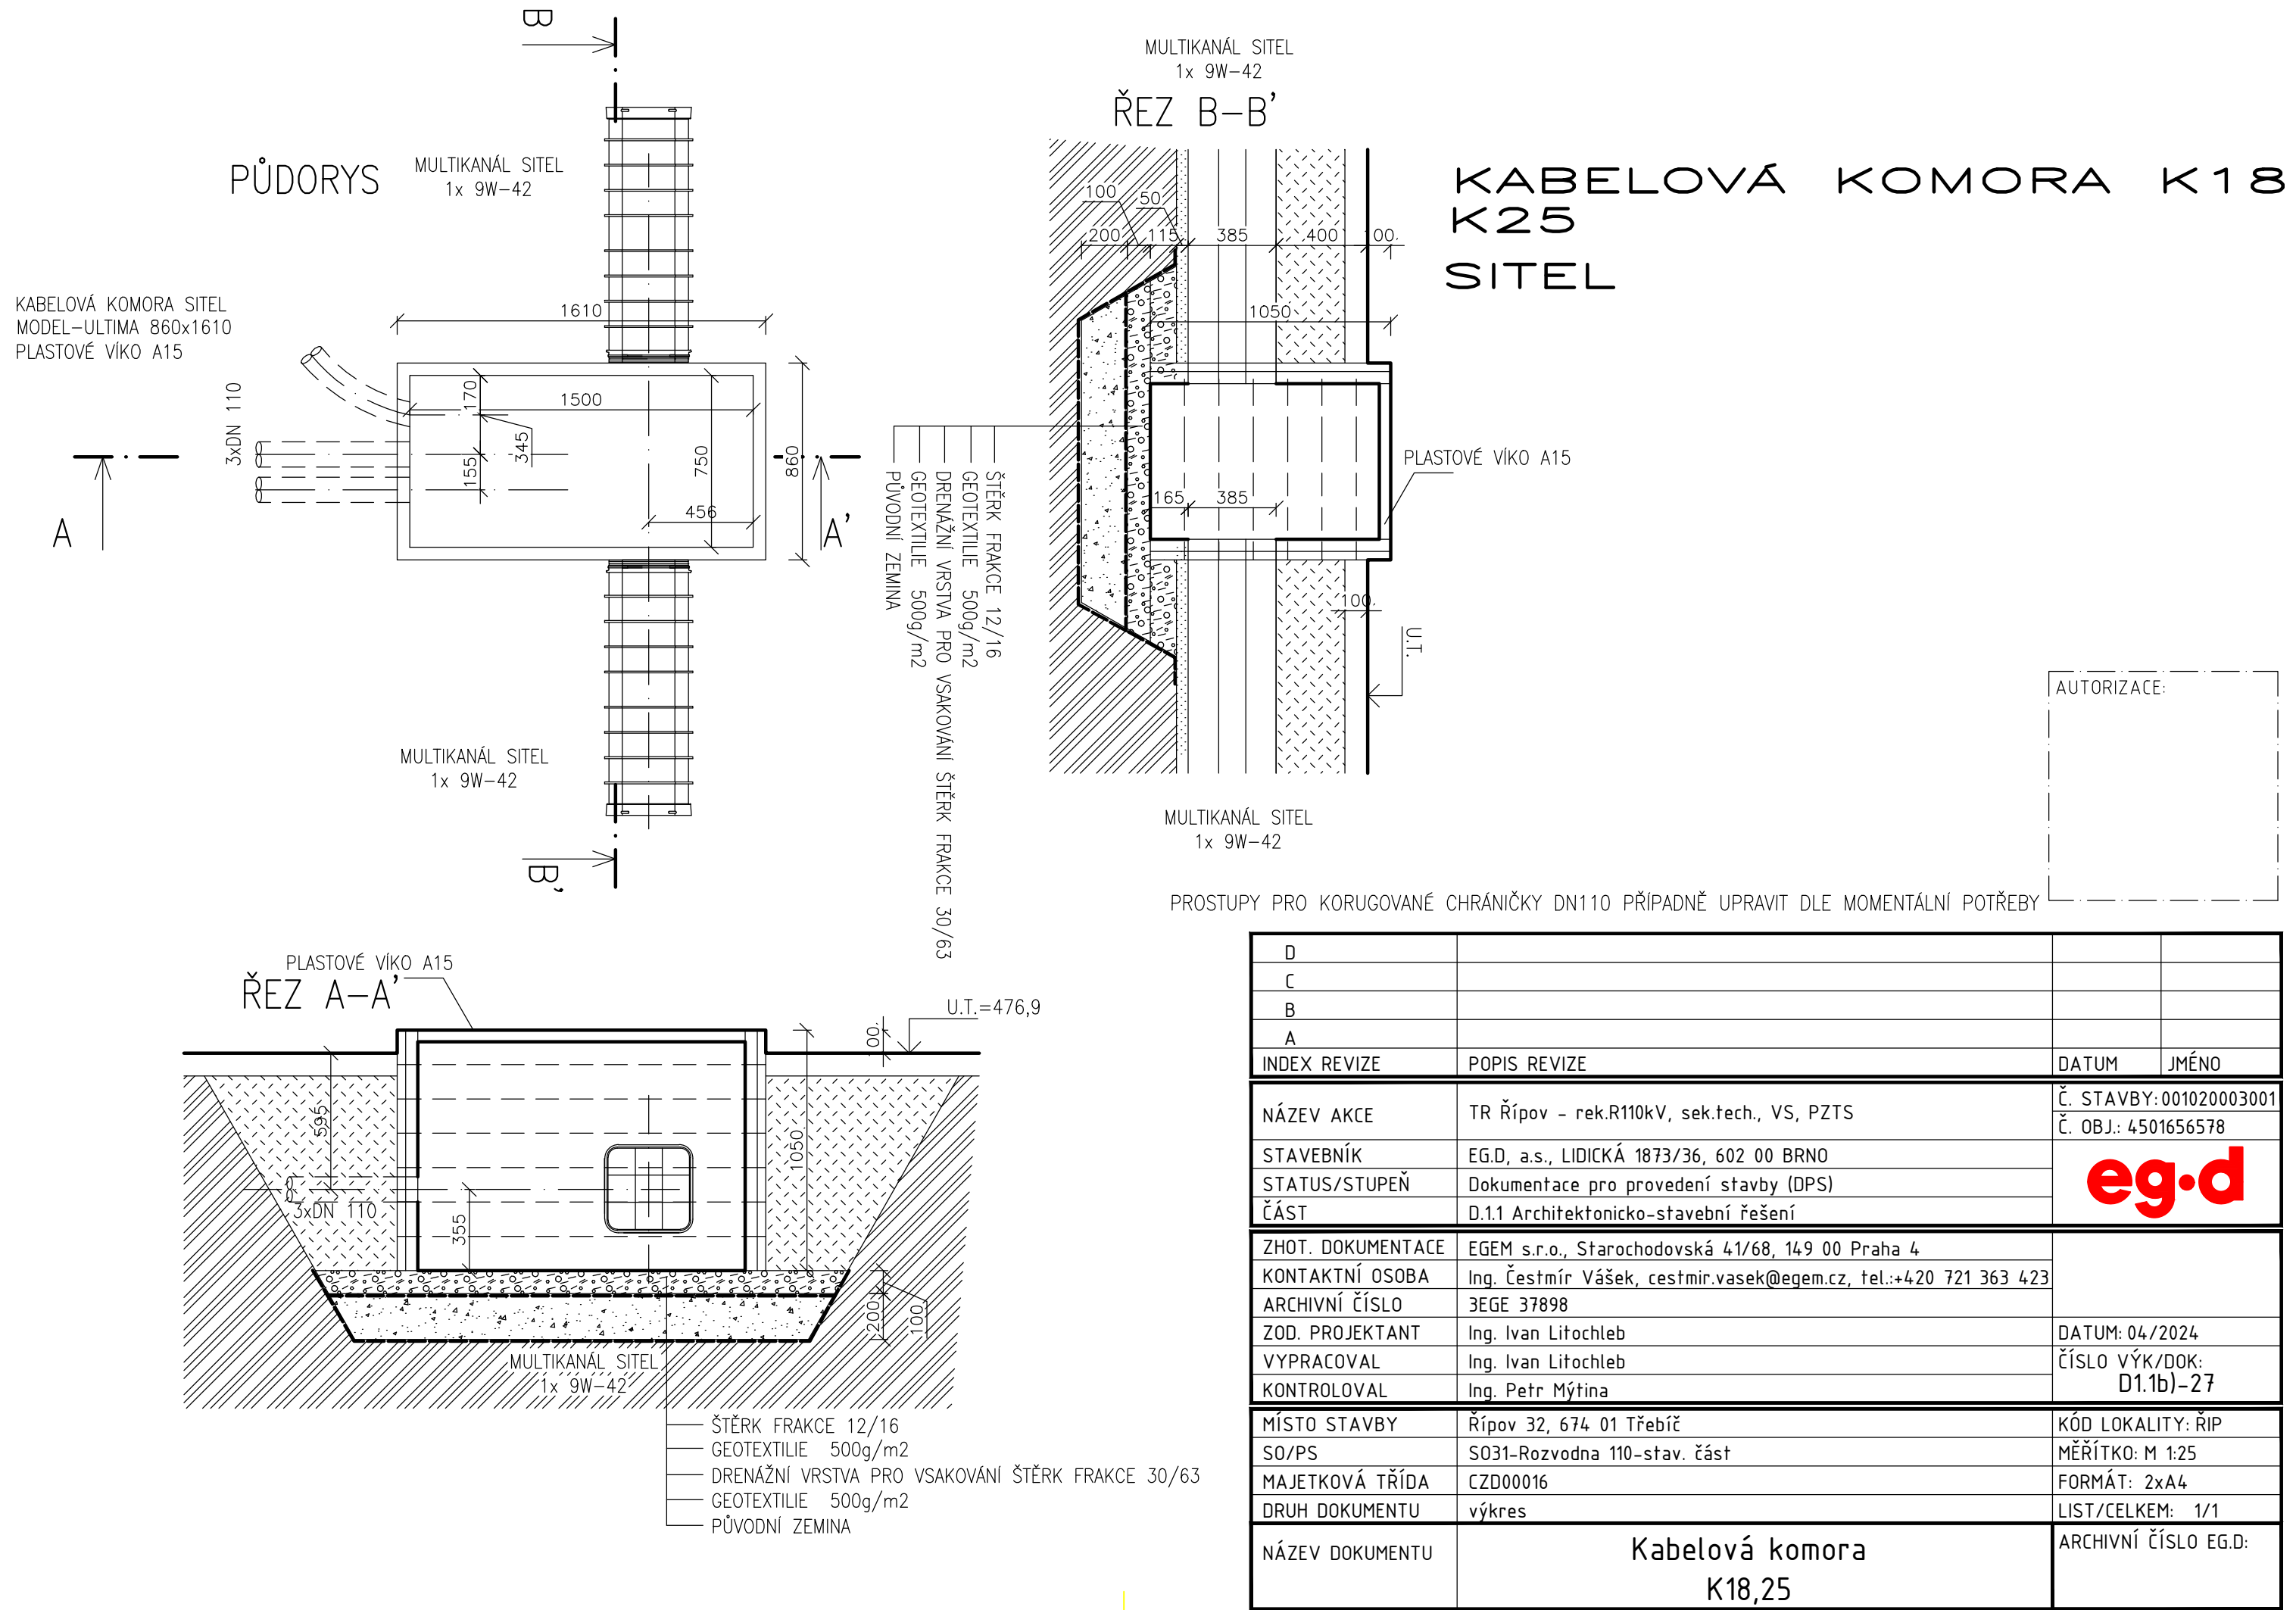 B
MULTIKANÁL SITEL
1x 9W-42
ŘEZ B-B'
PŮDORYS
MULTIKANÁL SITEL
1x 9W-42
KABELOVÁ KOMORA K18
K25
SITEL
100
50
200
115
385
400
100
KABELOVÁ KOMORA SITEL
MODEL-ULTIMA 860x1610
PLASTOVÉ VÍKO A15
1610
1050
3xDN 110
170
1500
345
155
750
860
456
A
A'
ŠTĚRK FRAKCE 12/16
GEOTEXTILIE 500g/m2
DRENÁŽNÍ VRSTVA PRO VSAKOVÁNÍ ŠTĚRK FRAKCE 30/63
GEOTEXTILIE 500g/m2
PŮVODNÍ ZEMINA
PLASTOVÉ VÍKO A15
165
385
100
U.T.
AUTORIZACE:
MULTIKANÁL SITEL
1x 9W-42
MULTIKANÁL SITEL
1x 9W-42
B'
PROSTUPY PRO KORUGOVANÉ CHRÁNIČKY DN110 PŘÍPADNĚ UPRAVIT DLE MOMENTÁLNÍ POTŘEBY
PLASTOVÉ VÍKO A15
ŘEZ A-A'
U.T.=476,9
100
595
1050
3xDN 110
355
200
100
MULTIKANÁL SITEL
1x 9W-42
ŠTĚRK FRAKCE 12/16
GEOTEXTILIE 500g/m2
DRENÁŽNÍ VRSTVA PRO VSAKOVÁNÍ ŠTĚRK FRAKCE 30/63
GEOTEXTILIE 500g/m2
PŮVODNÍ ZEMINA
D
C
B
A
INDEX REVIZE POPIS REVIZE DATUM JMÉNO
NÁZEV AKCE TR Řípov - rek.R110kV, sek.tech., VS, PZTS
Č. STAVBY: 001020003001
Č. OBJ.: 4501656578
STAVEBNÍK EG.D, a.s., LIDICKÁ 1873/36, 602 00 BRNO
STATUS/STUPEŇ Dokumentace pro provedení stavby (DPS)
eg.d
ČÁST D.1.1 Architektonicko-stavební řešení
ZHOT. DOKUMENTACE EGEM s.r.o., Starochodovská 41/68, 149 00 Praha 4
KONTAKTNÍ OSOBA Ing. Čestmír Vášek, cestmir.vasek@egem.cz, tel.:+420 721 363 423
ARCHIVNÍ ČÍSLO 3EGE 37898
ZOD. PROJEKTANT Ing. Ivan Litochleb DATUM: 04/2024
VYPRACOVAL Ing. Ivan Litochleb ČÍSLO VÝK/DOK:
D1.1b)-27
KONTROLOVAL Ing. Petr Mýtina
MÍSTO STAVBY Řípov 32, 674 01 Třebíč KÓD LOKALITY: ŘIP
SO/PS SO31-Rozvodna 110-stav. část MĚŘÍTKO: M 1:25
MAJETKOVÁ TŘÍDA CZD00016 FORMÁT: 2xA4
DRUH DOKUMENTU výkres LIST/CELKEM: 1/1
NÁZEV DOKUMENTU Kabelová komora
K18,25
ARCHIVNÍ ČÍSLO EG.D: